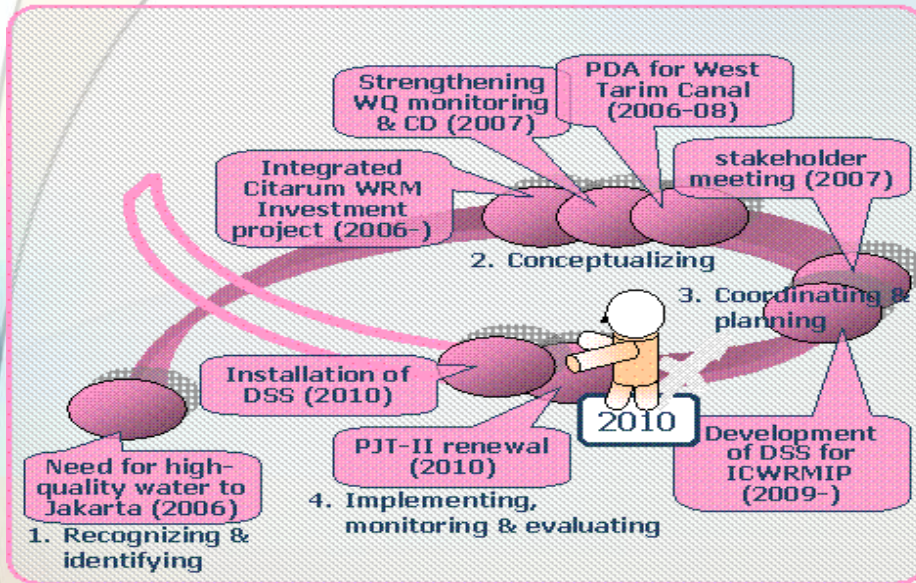 Strengthening
WQ monitoring
& CD (2007)
PDA for West
Tarim Canal
(2006-08)
Integrated
Citarum WRM
Investment
project (2006-)
stakeholder
meeting (2007)
2. Conceptualizing
3. Coordinating &
planning
Installation of
DSS (2010)
2010
PJT-II renewal
(2010)
Development
of DSS for
ICWRMIP
(2009-)
Need for high-
quality water to
Jakarta (2006)
4. Implementing,
monitoring & evaluating
1. Recognizing &
identifying